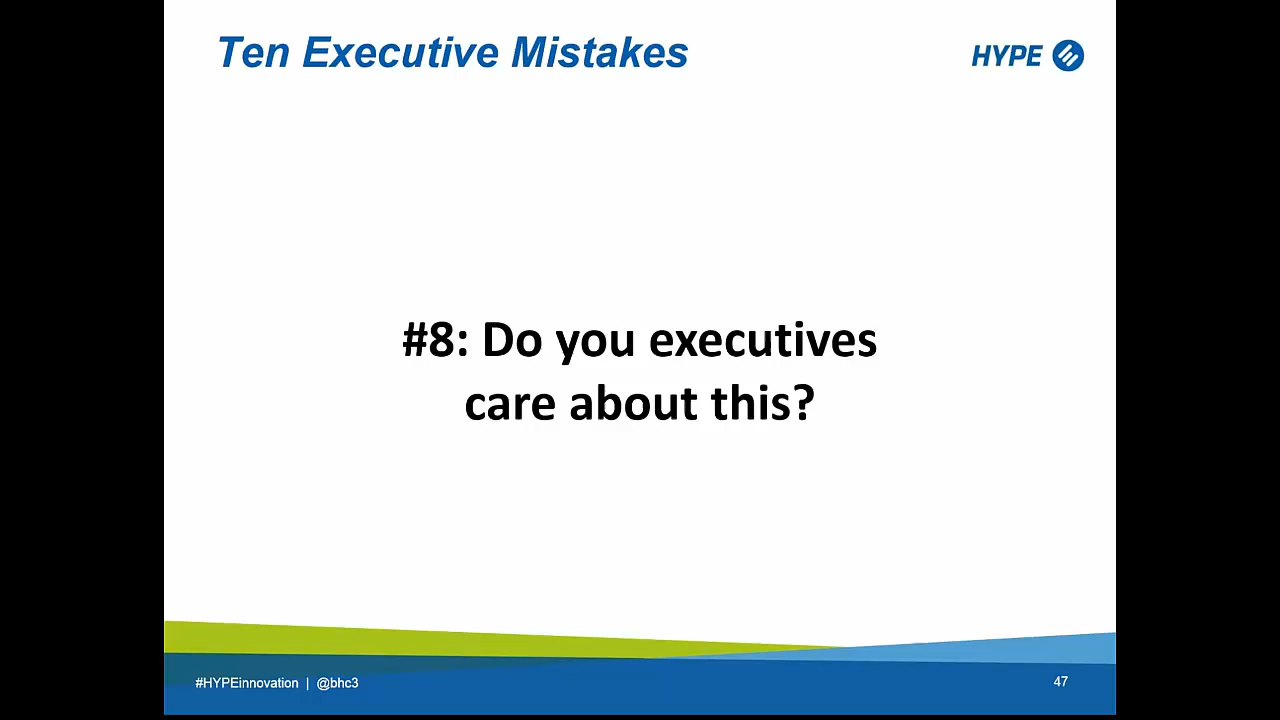 Ten Executive Mistakes
HYPE
#8: Do you executives
care about this?
#HYPEinnovation | @bhc3
47